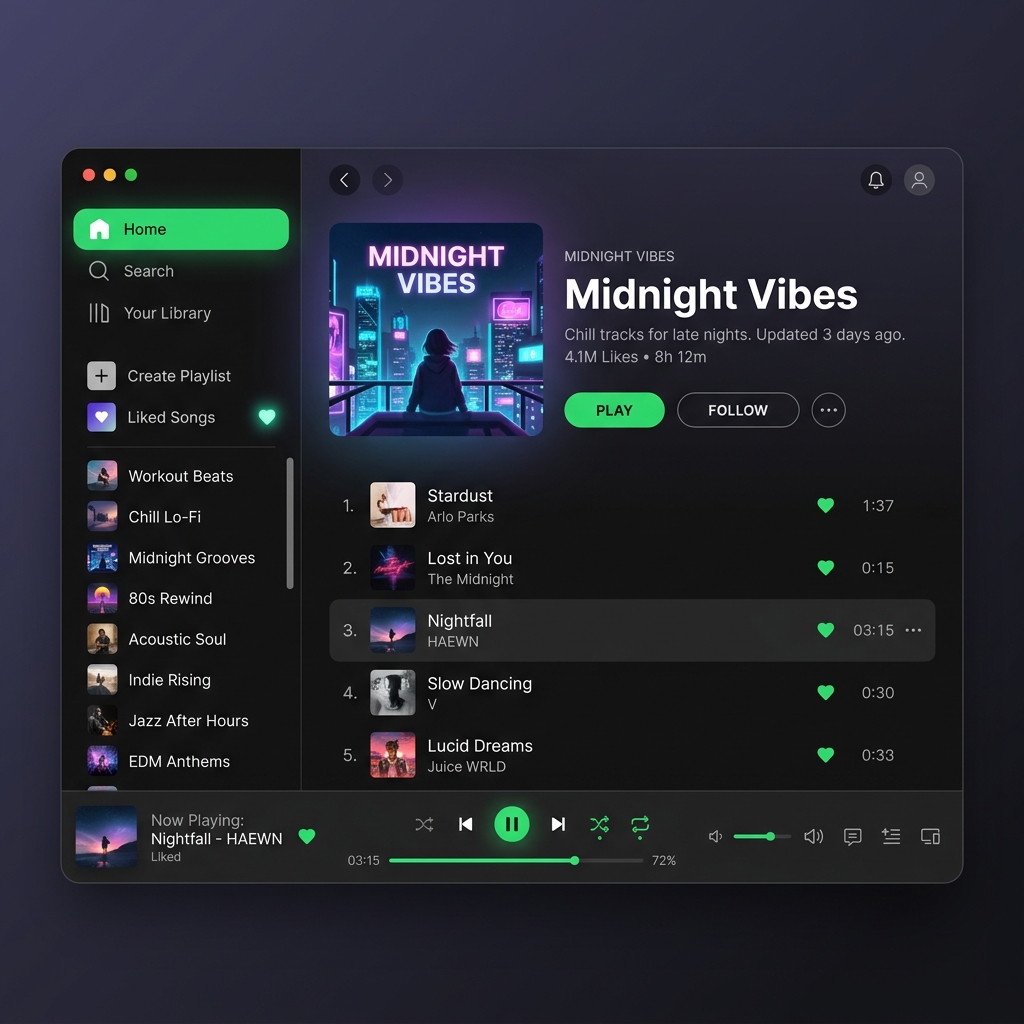 Home
Search
Your Library
Create Playlist
Liked Songs
Workout Beats
Chill Lo-Fi
Midnight Grooves
80s Rewind
Acoustic Soul
Indie Rising
Jazz After Hours
EDM Anthems
MIDNIGHT
VIBES
MIDNIGHT VIBES
Midnight Vibes
Chill tracks for late nights. Updated 3 days ago.
4.1M Likes • 8h 12m
PLAY
FOLLOW
1. Stardust
Arlo Parks
1:37
2. Lost in You
The Midnight
0:15
3. Nightfall
HAEWN
03:15
4. Slow Dancing
V
0:30
5. Lucid Dreams
Juice WRLD
0:33
Now Playing:
Nightfall - HAEWN
Liked
03:15
72%